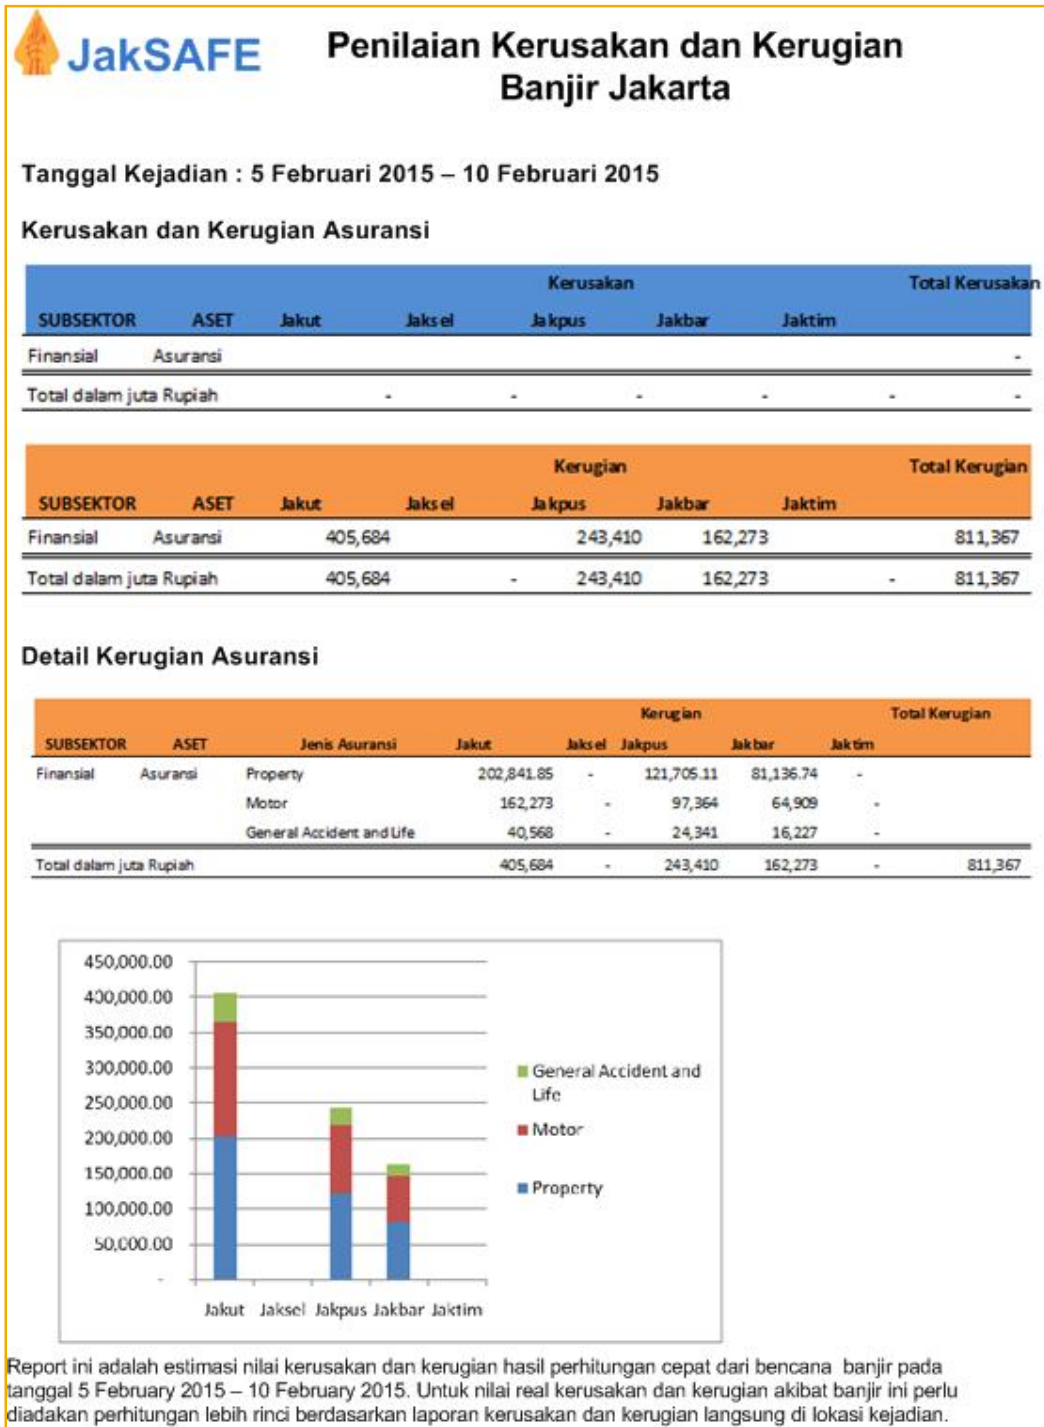 JakSAFE
Penilaian Kerusakan dan Kerugian
Banjir Jakarta
Tanggal Kejadian : 5 Februari 2015 – 10 Februari 2015
Kerusakan dan Kerugian Asuransi
Kerusakan Total Kerusakan
SUBSEKTOR ASET Jakut Jaksel Jakpus Jakbar Jaktim
Finansial Asuransi -
Total dalam juta Rupiah - - - - - -
Kerugian Total Kerugian
SUBSEKTOR ASET Jakut Jaksel Jakpus Jakbar Jaktim
Finansial Asuransi 405,684 243,410 162,273 811,367
Total dalam juta Rupiah 405,684 - 243,410 162,273 - 811,367
Detail Kerugian Asuransi
Kerugian Total Kerugian
SUBSEKTOR ASET Jenis Asuransi Jakut Jaksel Jakpus Jakbar Jaktim
Finansial Asuransi Property 202,841.85 - 121,705.11 81,136.74 -
Motor 162,273 - 97,364 64,909 -
General Accident and Life 40,568 - 24,341 16,227 -
Total dalam juta Rupiah 405,684 - 243,410 162,273 - 811,367
450,000.00
400,000.00
350,000.00
300,000.00
250,000.00
200,000.00
150,000.00
100,000.00
50,000.00
-
Jakut Jaksel Jakpus Jakbar Jaktim
General Accident and
Life
Motor
Property
Report ini adalah estimasi nilai kerusakan dan kerugian hasil perhitungan cepat dari bencana banjir pada
tanggal 5 February 2015 – 10 February 2015. Untuk nilai real kerusakan dan kerugian akibat banjir ini perlu
diadakan perhitungan lebih rinci berdasarkan laporan kerusakan dan kerugian langsung di lokasi kejadian.